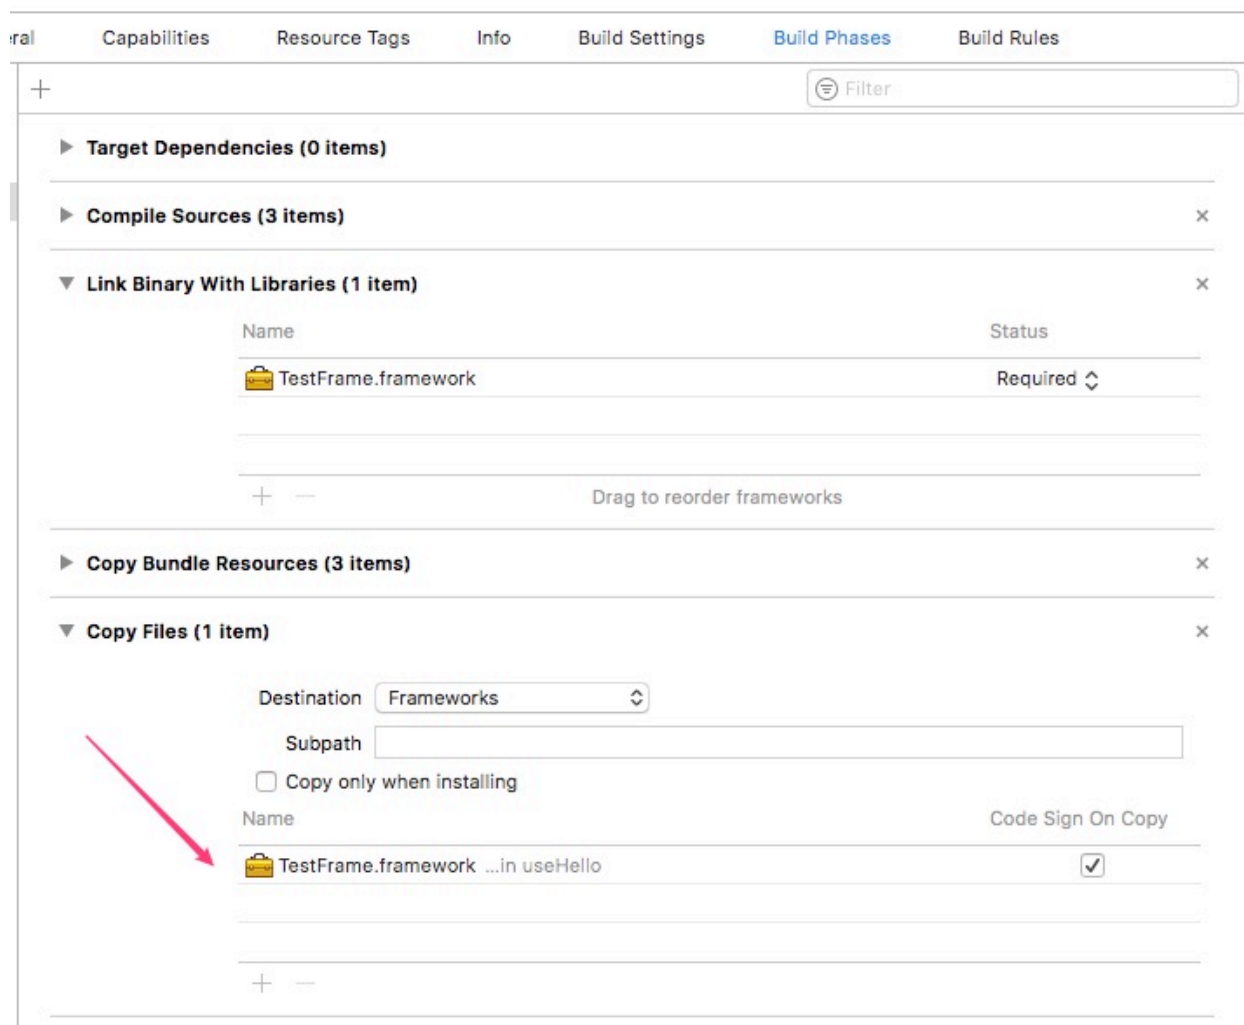 eral Capabilities Resource Tags Info Build Settings Build Phases Build Rules
Filter
Target Dependencies (0 items)
Compile Sources (3 items)
Link Binary With Libraries (1 item)
Name Status
TestFrame.framework Required
Drag to reorder frameworks
Copy Bundle Resources (3 items)
Copy Files (1 item)
Destination Frameworks
Subpath
Copy only when installing
Name Code Sign On Copy
TestFrame.framework ...in useHello